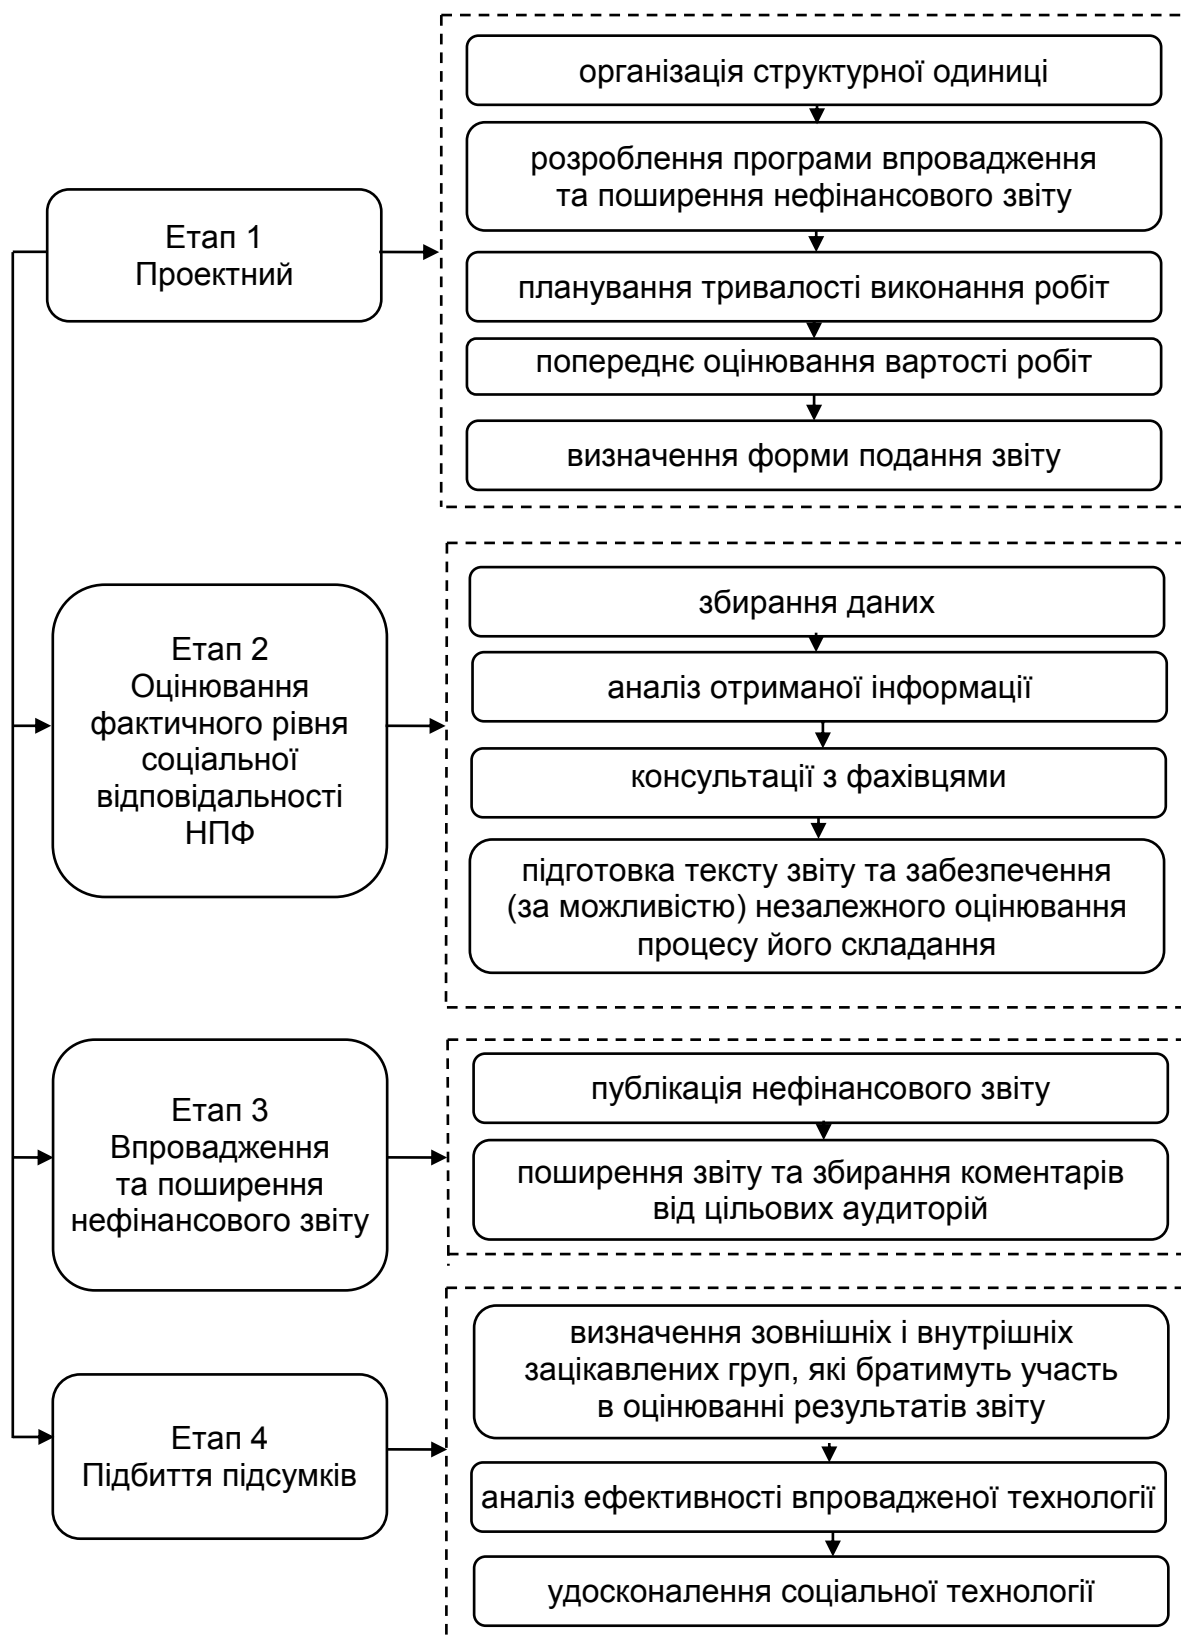 Етап 1
Проектний
організація структурної одиниці
розроблення програми впровадження
та поширення нефінансового звіту
планування тривалості виконання робіт
попереднє оцінювання вартості робіт
визначення форми подання звіту
Етап 2
Оцінювання
фактичного рівня
соціальної
відповідальності
НПФ
збирання даних
аналіз отриманої інформації
консультації з фахівцями
підготовка тексту звіту та забезпечення
(за можливістю) незалежного оцінювання
процесу його складання
Етап 3
Впровадження
та поширення
нефінансового звіту
публікація нефінансового звіту
поширення звіту та збирання коментарів
від цільових аудиторій
Етап 4
Підбиття підсумків
визначення зовнішніх і внутрішніх
зацікавлених груп, які братимуть участь
в оцінюванні результатів звіту
аналіз ефективності впровадженої технології
удосконалення соціальної технології